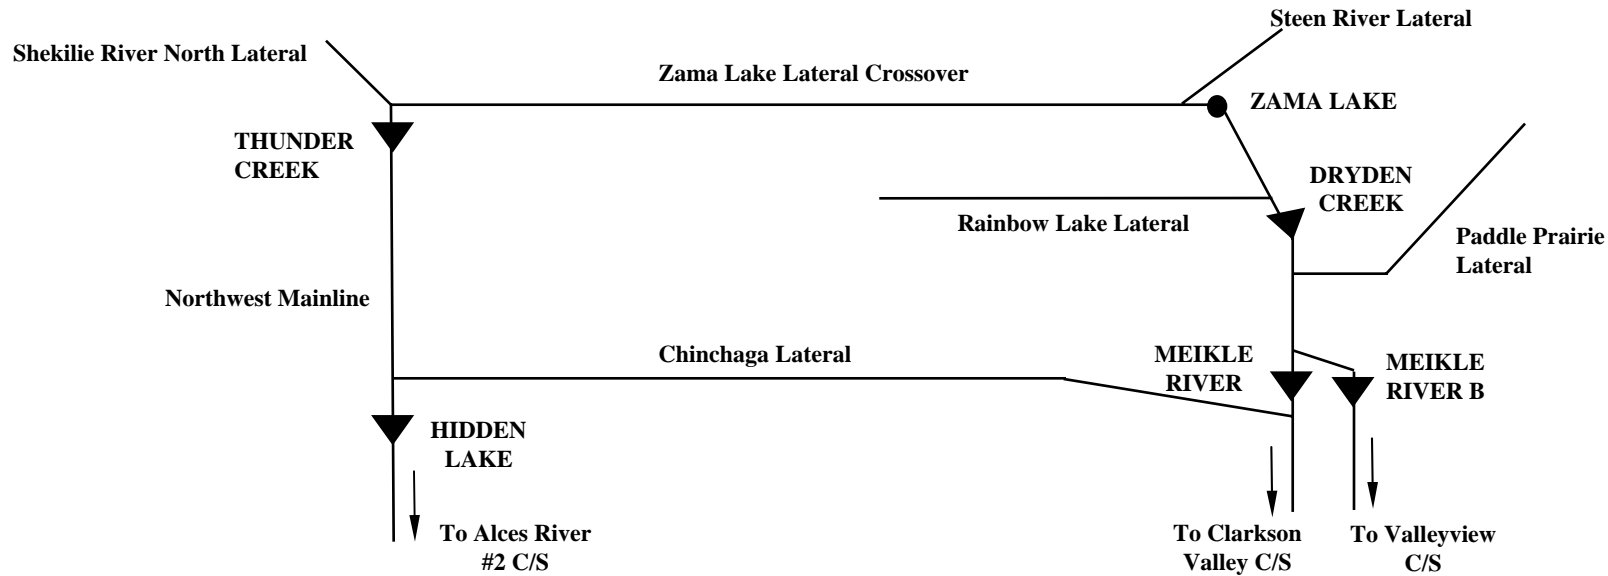 Steen River Lateral
Shekilie River North Lateral
Zama Lake Lateral Crossover
ZAMA LAKE
THUNDER
CREEK
DRYDEN
CREEK
Rainbow Lake Lateral
Paddle Prairie
Lateral
Northwest Mainline
Chinchaga Lateral
MEIKLE
RIVER
MEIKLE
RIVER B
HIDDEN
LAKE
To Alces River
#2 C/S
To Clarkson
Valley C/S
To Valleyview
C/S